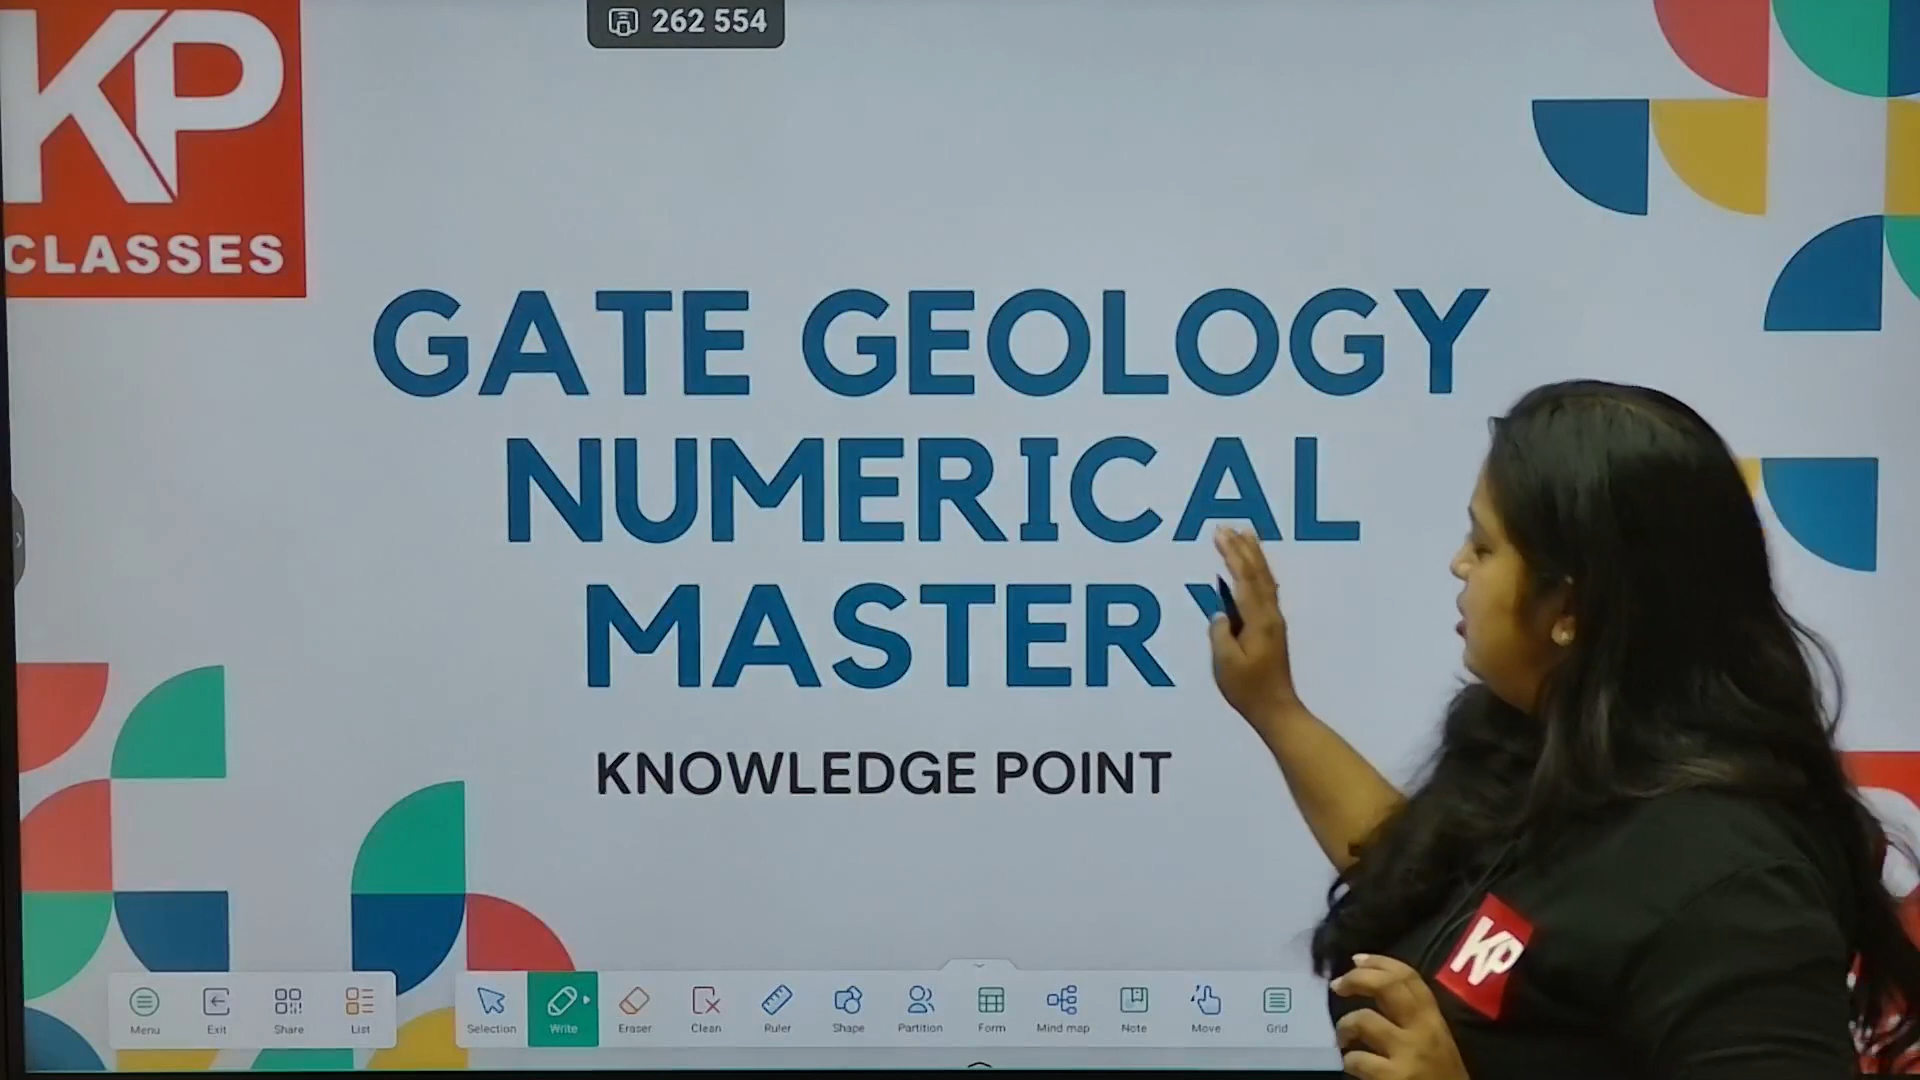 262 554
KP
CLASSES
GATE GEOLOGY
NUMERICAL
MASTERY
KNOWLEDGE POINT
Menu Exit Share List Selection Write Eraser Clean Ruler Shape Partition Form Mind map Note Move Grid
KP